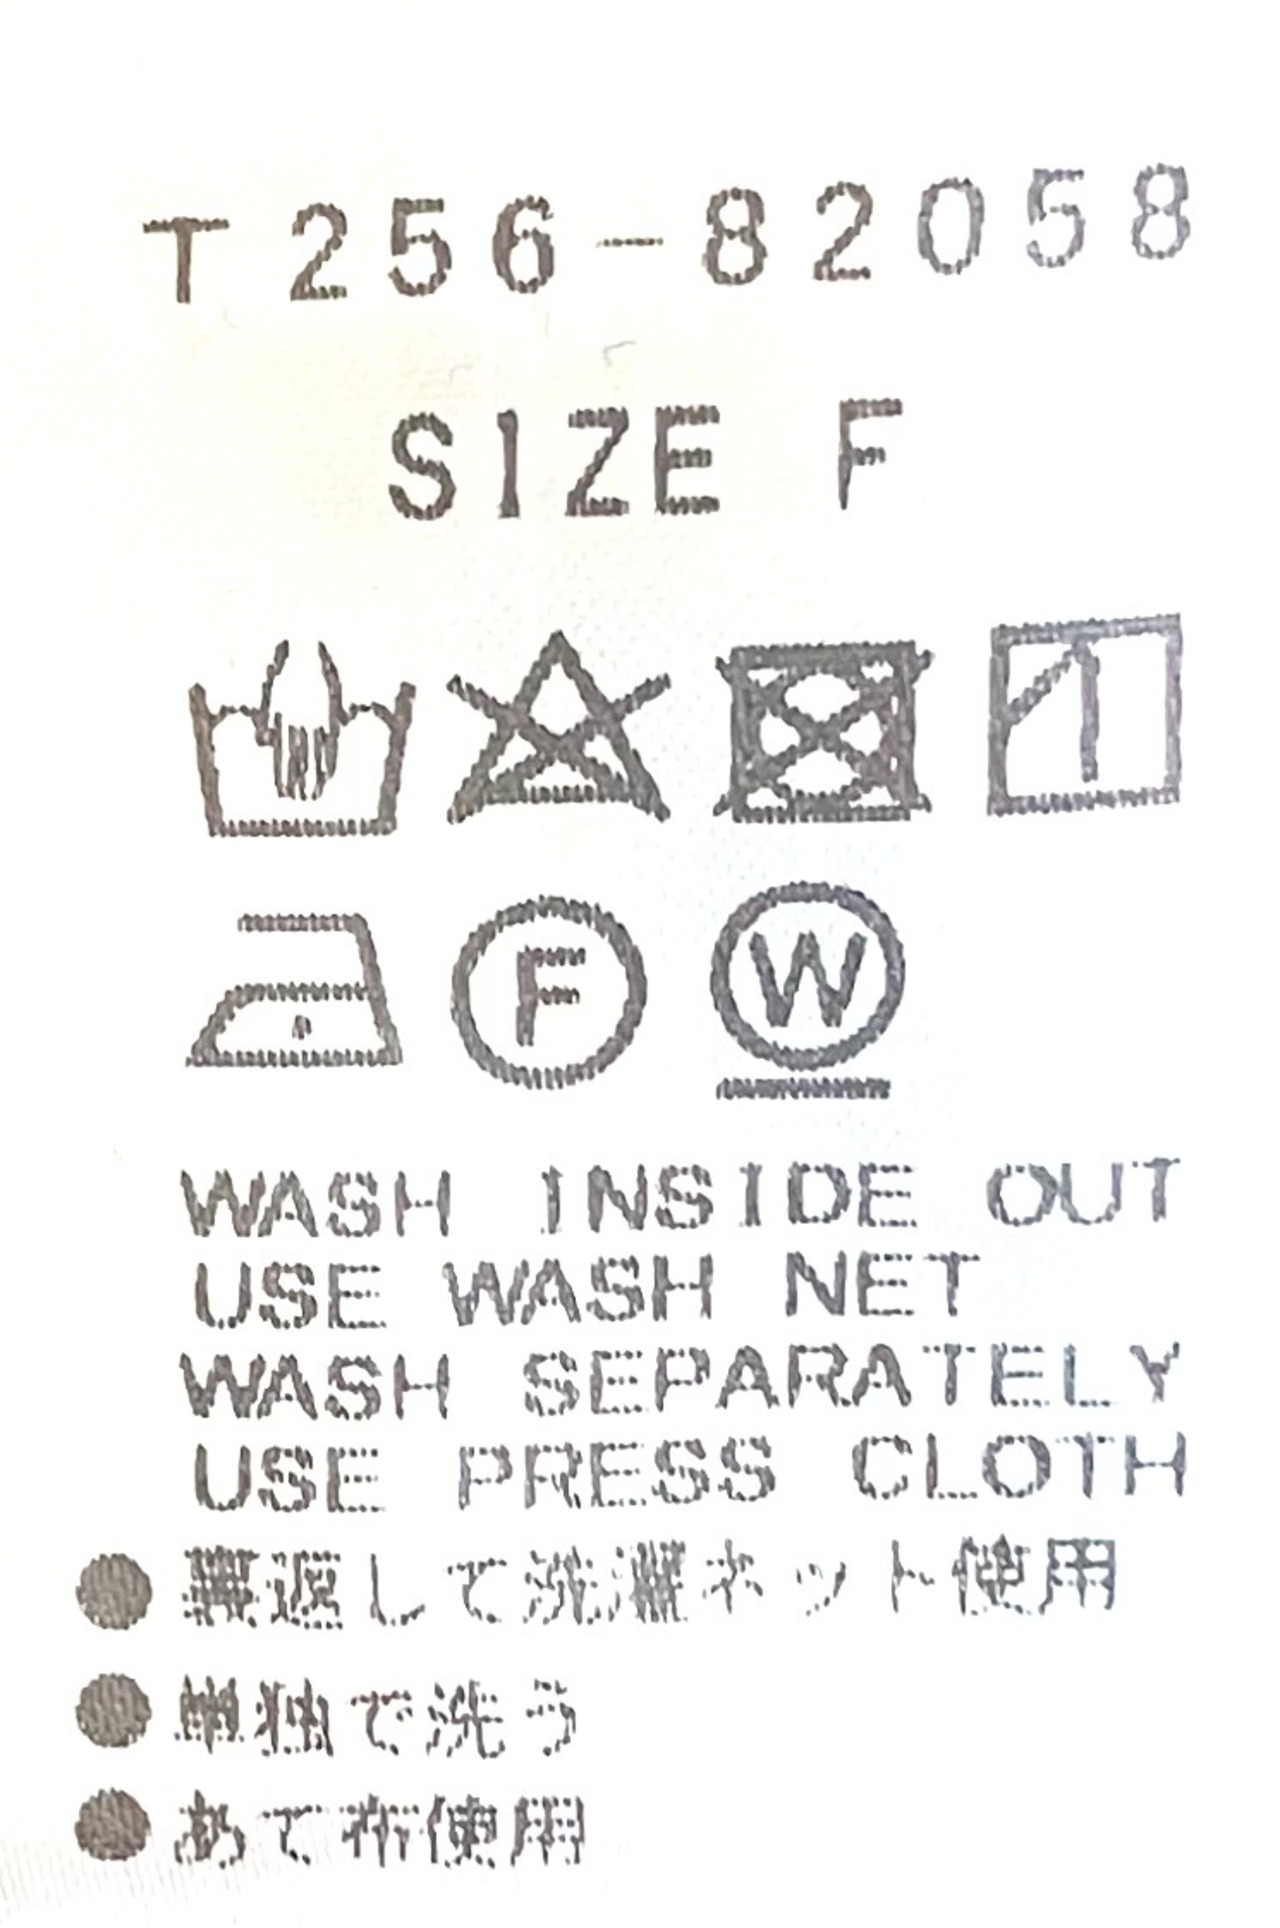 T256-82058
SIZE F
F W
WASH INSIDE OUT
USE WASH NET
WASH SEPARATELY
USE PRESS CLOTH
●裏返して洗濯ネット使用
●単独で洗う
●あて布使用